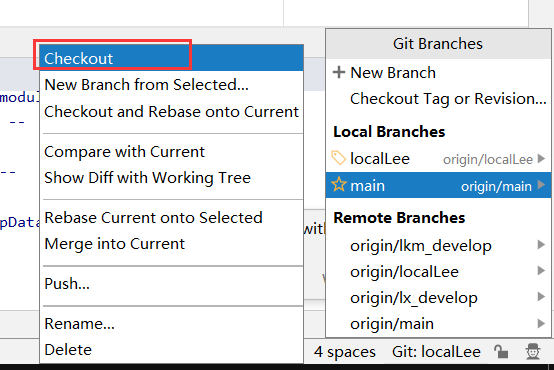 Checkout
New Branch from Selected...
Checkout and Rebase onto Current
Compare with Current
Show Diff with Working Tree
Rebase Current onto Selected
Merge into Current
Push...
Rename...
Delete
modul
--
--
pData
with
Git Branches
New Branch
Checkout Tag or Revision...
Local Branches
localLee origin/localLee
main origin/main
Remote Branches
origin/lkm_develop
origin/localLee
origin/lx_develop
origin/main
4 spaces Git: localLee